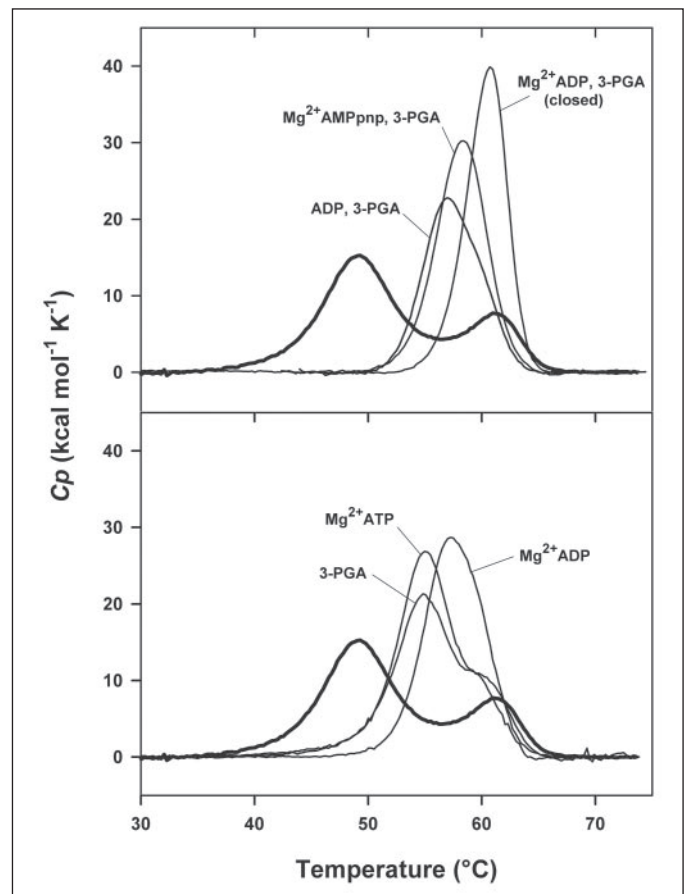 40
30
20
10
0
Mg2+ADP, 3-PGA
(closed)
Mg2+AMPpnp, 3-PGA
ADP, 3-PGA
Cp (kcal mol-1 K-1)
40
30
20
10
0
Mg2+ATP
3-PGA
Mg2+ADP
30 40 50 60 70
Temperature (°C)